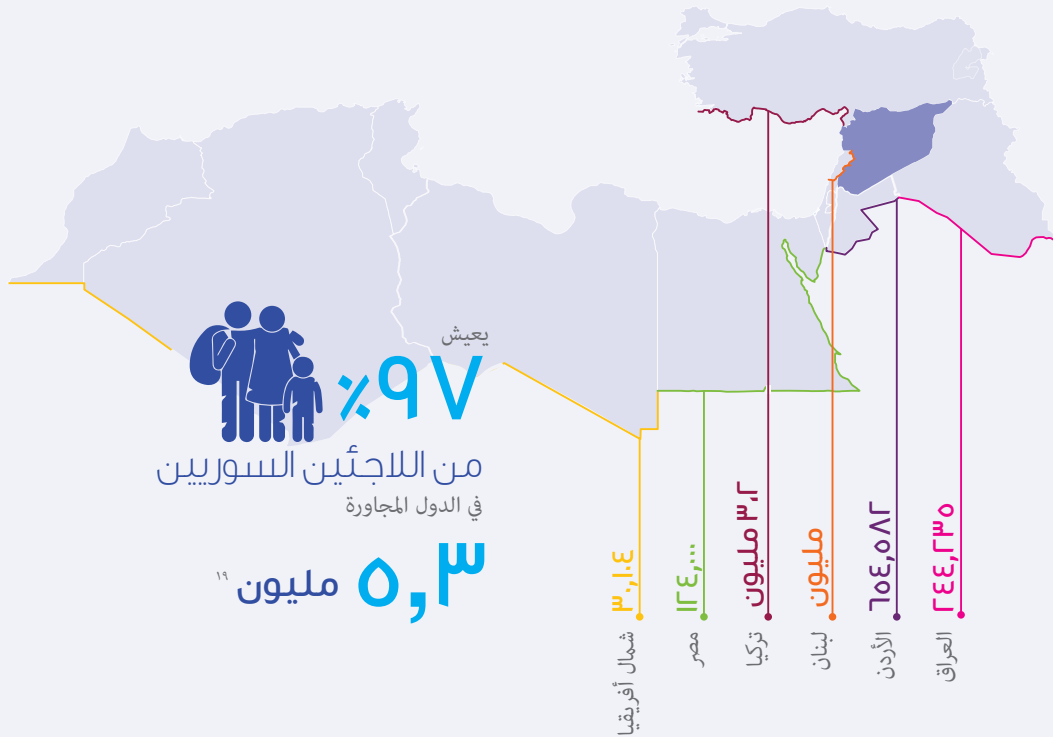 يعيش
٩٧٪
من اللاجئين السوريين
في الدول المجاورة
٥,٣ مليون ١٩
٢٤٤,٢٣٥
العراق
٦٥٤,٥٨٢
الأردن
مليون
لبنان
٣,٢ مليون
تركيا
١٢٤,٠٠٠
مصر
٣٠,١٠٤
شمال أفريقيا